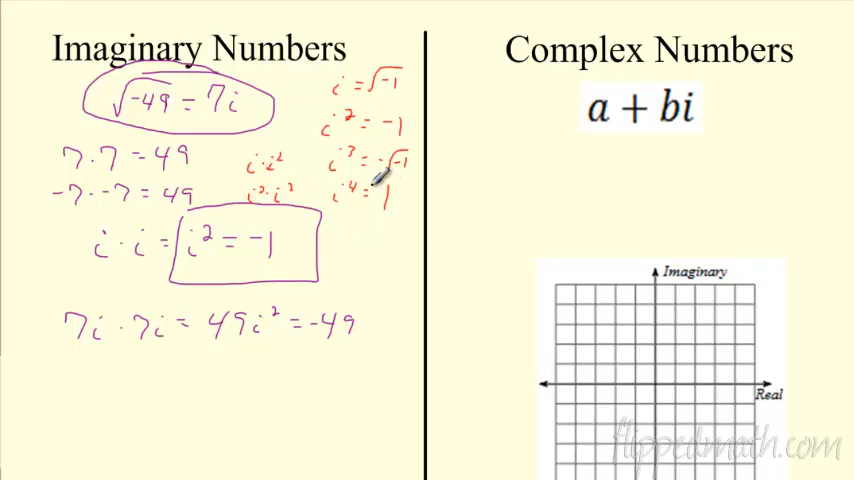 Imaginary Numbers
√-49 = 7i
7 · 7 = 49
-7 · -7 = 49
i · i = i² = -1
7i · 7i = 49i² = -49
i = √-1
i² = -1
i · i²
i³ = -√-1
i² · i²
i⁴ = 1
Complex Numbers
a + bi
Imaginary
Real
flippedmath.com